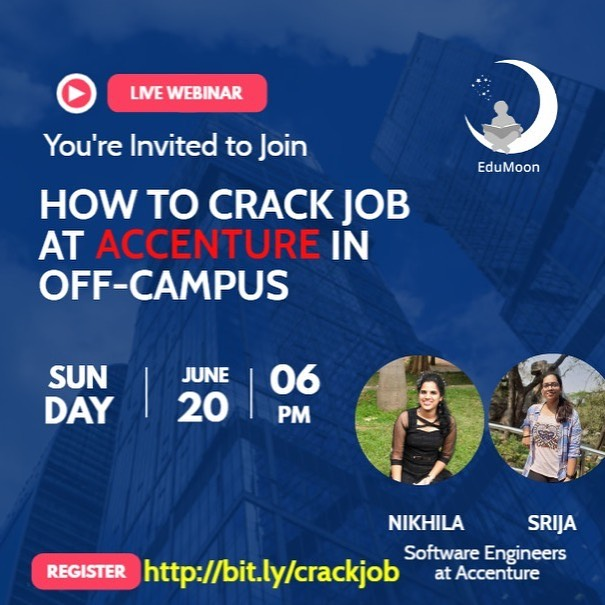 LIVE WEBINAR
EduMoon
You're Invited to Join
HOW TO CRACK JOB
AT ACCENTURE IN
OFF-CAMPUS
SUN
DAY
JUNE
20
06
PM
NIKHILA
SRIJA
Software Engineers
at Accenture
REGISTER http://bit.ly/crackjob